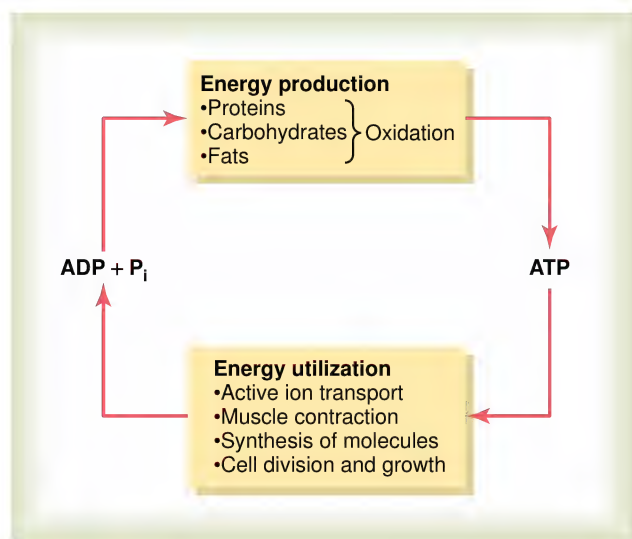 Energy production
•Proteins
•Carbohydrates
•Fats
Oxidation
ADP + Pi
ATP
Energy utilization
•Active ion transport
•Muscle contraction
•Synthesis of molecules
•Cell division and growth